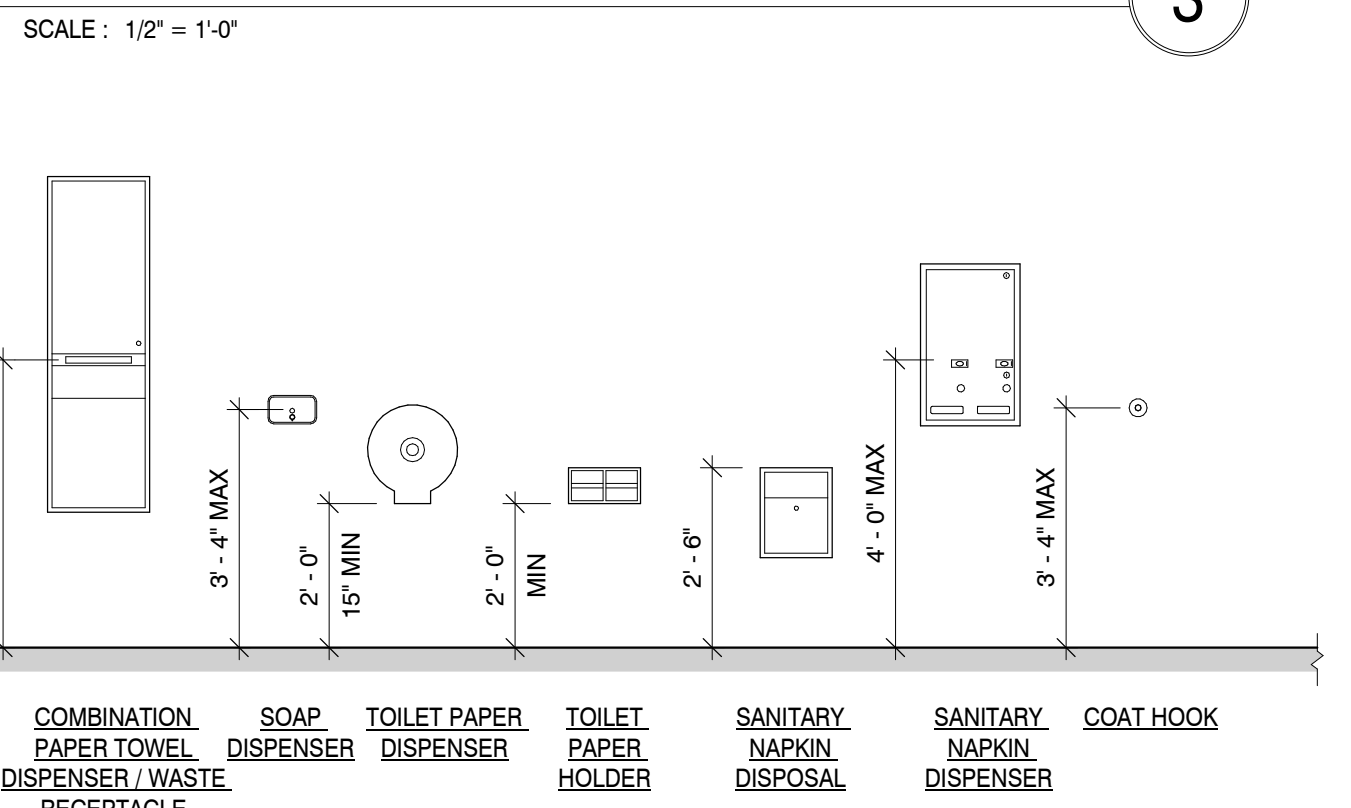 3
SCALE : 1/2" = 1'-0"
3' - 4" MAX
2' - 0"
15" MIN
2' - 0"
MIN
2' - 6"
4' - 0" MAX
3' - 4" MAX
COMBINATION
PAPER TOWEL
DISPENSER / WASTE
RECEPTACLE
SOAP
DISPENSER
TOILET PAPER
DISPENSER
TOILET
PAPER
HOLDER
SANITARY
NAPKIN
DISPOSAL
SANITARY
NAPKIN
DISPENSER
COAT HOOK